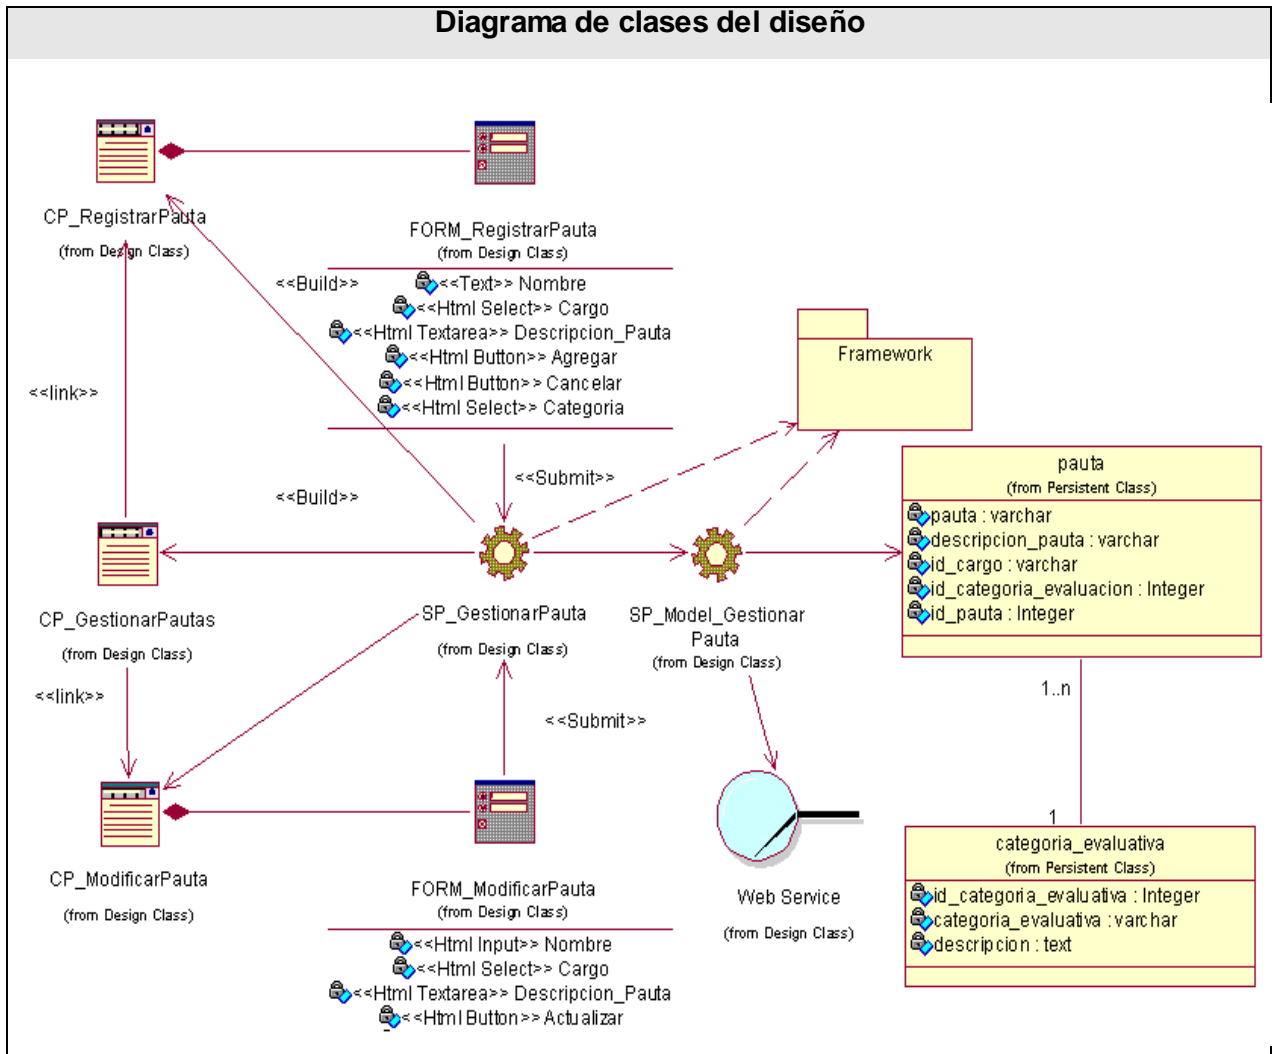 Diagrama de clases del diseño
CP_RegistrarPauta
(from Design Class)
FORM_RegistrarPauta
(from Design Class)
<<Build>>
<<Text>> Nombre
<<Html Select>> Cargo
<<Html Textarea>> Descripcion_Pauta
<<Html Button>> Agregar
<<Html Button>> Cancelar
<<Html Select>> Categoria
<<link>>
Framework
<<Submit>>
<<Build>>
pauta
(from Persistent Class)
pauta : varchar
descripcion_pauta : varchar
id_cargo : varchar
id_categoria_evaluacion : Integer
id_pauta : Integer
CP_GestionarPautas
(from Design Class)
SP_GestionarPauta
(from Design Class)
SP_Model_Gestionar
Pauta
(from Design Class)
<<link>>
<<Submit>>
1..n
1
CP_ModificarPauta
(from Design Class)
FORM_ModificarPauta
(from Design Class)
<<Html Input>> Nombre
<<Html Select>> Cargo
<<Html Textarea>> Descripcion_Pauta
<<Html Button>> Actualizar
Web Service
(from Design Class)
categoria_evaluativa
(from Persistent Class)
id_categoria_evaluativa : Integer
categoria_evaluativa : varchar
descripcion : text